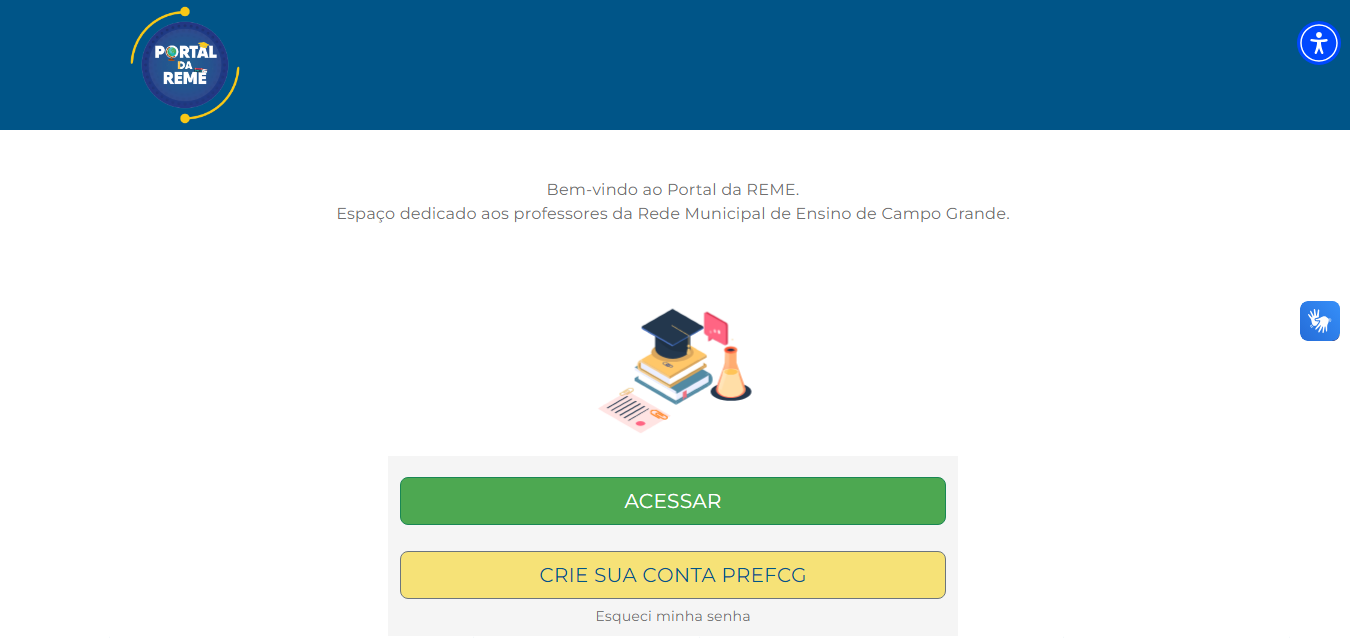 PORTAL
DA
REME
Bem-vindo ao Portal da REME.
Espaço dedicado aos professores da Rede Municipal de Ensino de Campo Grande.
ACESSAR
CRIE SUA CONTA PREFCG
Esqueci minha senha